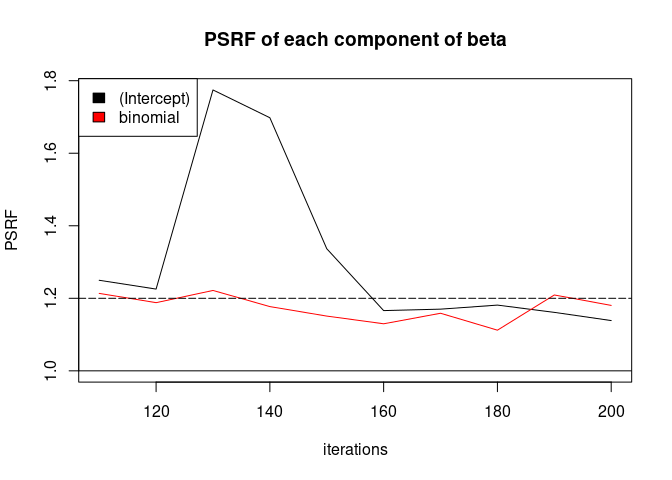 PSRF of each component of beta
(Intercept)
binomial
PSRF
1.8
1.6
1.4
1.2
1.0
120 140 160 180 200
iterations